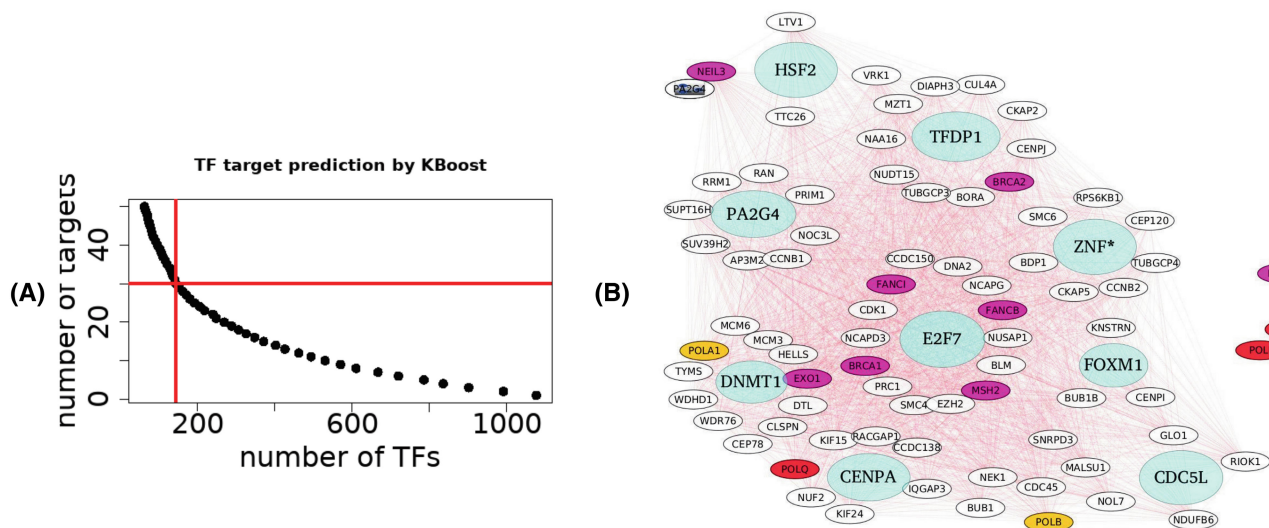 (A)
TF target prediction by KBoost
number of targets
0
20
40
200
600
1000
number of TFs
(B)
LTV1
HSF2
NEIL3
PA2G4
VRK1
DIAPH3
CUL4A
MZT1
CKAP2
TTC26
TFDP1
NAA16
CENPJ
RAN
NUDT15
RRM1
BRCA2
PRIM1
TUBGCP3
BORA
RPS6KB1
SUPT16H
PA2G4
SMC6
CEP120
NOC3L
SUV39H2
ZNF*
AP3M2
CCNB1
CCDC150
DNA2
BDP1
TUBGCP4
FANCI
NCAPG
CKAP5
CCNB2
CDK1
FANCB
MCM6
KNSTRN
MCM3
NCAPD3
E2F7
NUSAP1
POLA1
HELLS
POL
TYMS
BRCA1
BLM
FOXM1
DNMT1
EXO1
PRC1
MSH2
WDHD1
DTL
SMC4
EZH2
BUB1B
CENPI
WDR76
CLSPN
CEP78
KIF15
RACGAP1
CCDC138
SNRPD3
GLO1
POLQ
CENPA
MALSU1
RIOK1
NUF2
IQGAP3
NEK1
CDC45
CDC5L
KIF24
BUB1
NOL7
POLB
NDUFB6